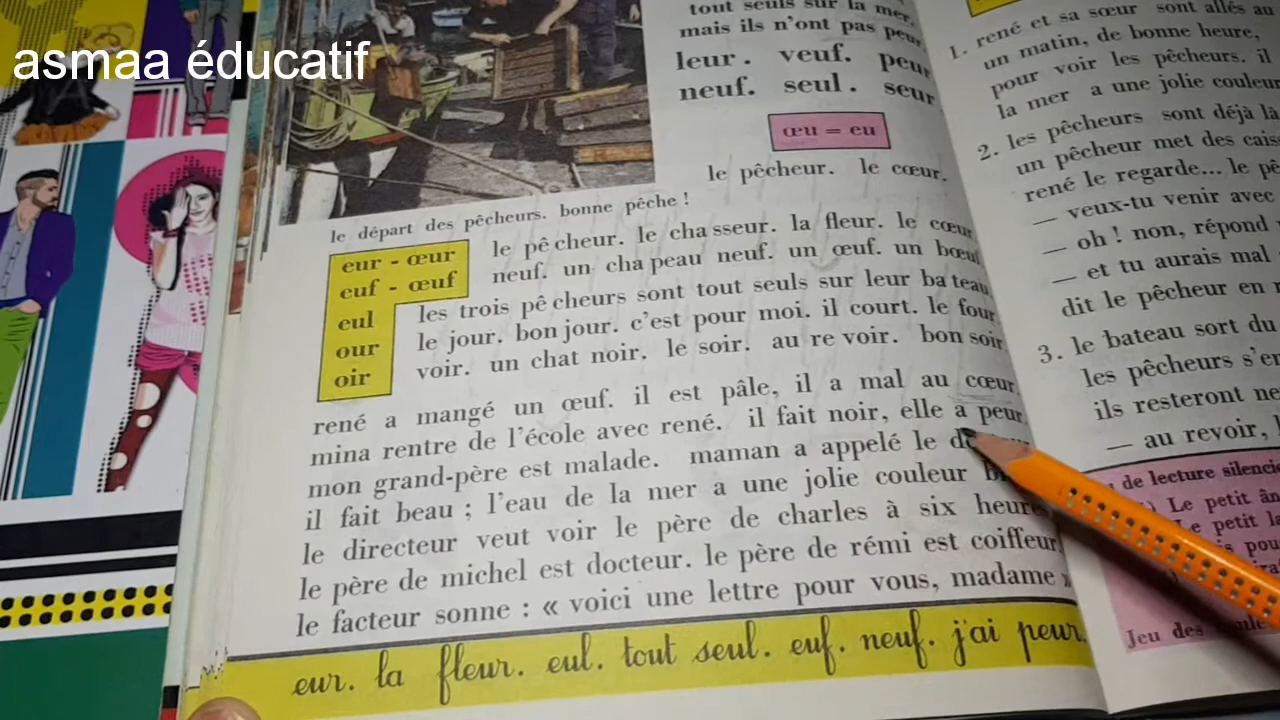 asmaa éducatif
tout seuls sur la mer,
mais ils n'ont pas peur
leur. veuf. peur
neuf. seul. seur
œu = eu
le pêcheur. le cœur.
le départ des pêcheurs. bonne pêche !
eur - œur
euf - œuf
eul
our
oir
le pê cheur. le cha sseur. la fleur. le cœur
neuf. un cha peau neuf. un œuf. un bœuf
les trois pê cheurs sont tout seuls sur leur ba teau
le jour. bon jour. c'est pour moi. il court. le four
voir. un chat noir. le soir. au re voir. bon soir.
rené a mangé un œuf. il est pâle, il a mal au cœur
mina rentre de l'école avec rené. il fait noir, elle a peur
mon grand-père est malade. maman a appelé le
il fait beau ; l'eau de la mer a une jolie couleur
le directeur veut voir le père de charles à six heures
le père de michel est docteur. le père de rémi est coiffeur.
le facteur sonne : « voici une lettre pour vous, madame »
eur. la fleur. eul. tout seul. euf. neuf. j'ai peur.
1. rené et sa sœur sont allés au
un matin, de bonne heure,
pour voir les pêcheurs. il
la mer a une jolie couleur
2. les pêcheurs sont déjà là
un pêcheur met des
rené le regarde... le
— veux-tu venir avec
— oh ! non, répond
— et tu aurais mal
dit le pêcheur en
3. le bateau sort du
les pêcheurs
ils resteront
— au revoir,
de lecture
Le petit
Le petit
Jeu des